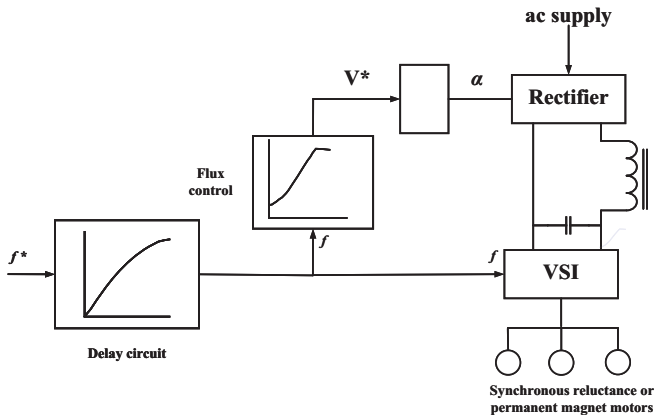 ac supply
V*
α
Rectifier
Flux
control
f
f*
f
VSI
Delay circuit
Synchronous reluctance or
permanent magnet motors